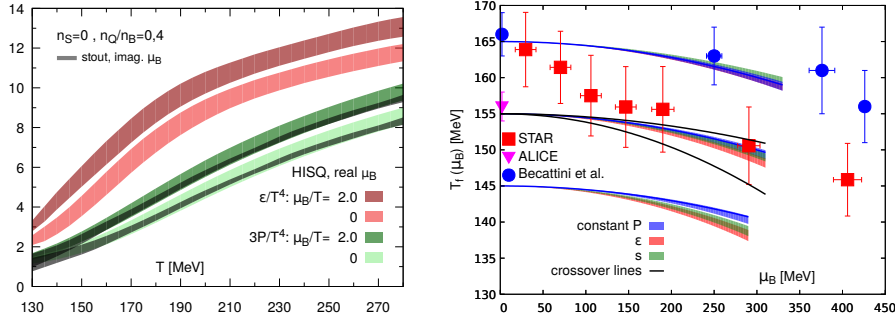 14
12
10
8
6
4
2
0
n_S=0 , n_Q/n_B=0,4
stout, imag. μ_B
HISQ, real μ_B
ε/T⁴: μ_B/T= 2.0
0
3P/T⁴: μ_B/T= 2.0
0
T [MeV]
130 150 170 190 210 230 250 270
T_f (μ_B) [MeV]
170
165
160
155
150
145
140
135
130
STAR
ALICE
Becattini et al.
constant P
ε
s
crossover lines
μ_B [MeV]
0 50 100 150 200 250 300 350 400 450